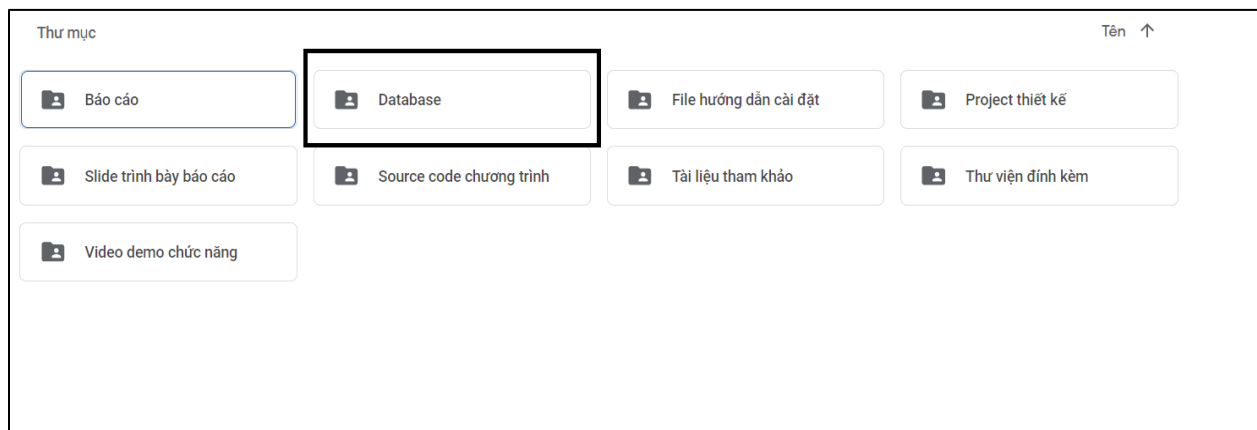 Thư mục
Tên
Báo cáo
Database
File hướng dẫn cài đặt
Project thiết kế
Slide trình bày báo cáo
Source code chương trình
Tài liệu tham khảo
Thư viện đính kèm
Video demo chức năng